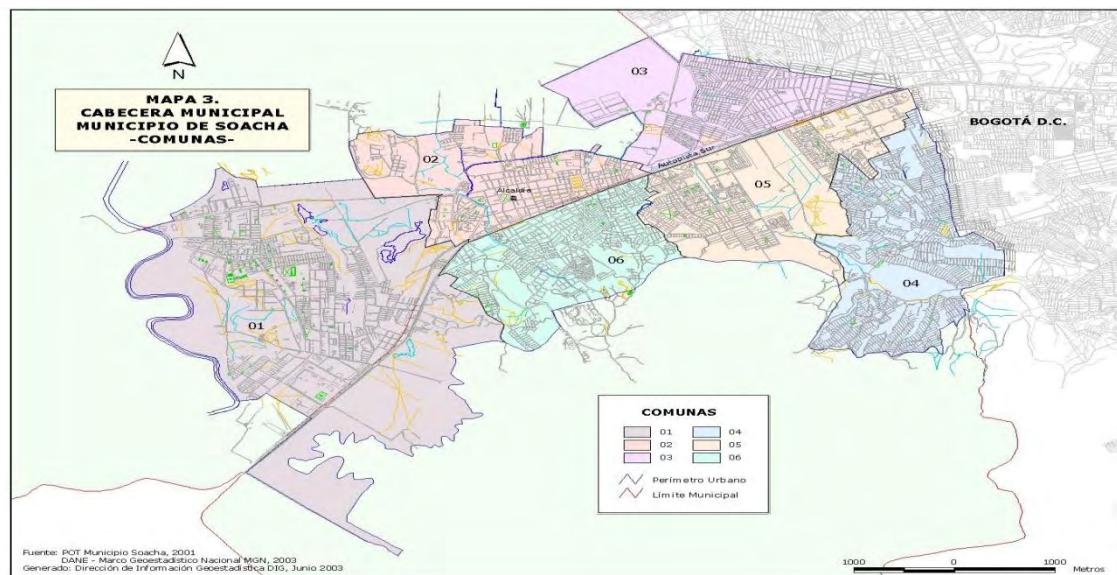 N
MAPA 3.
CABECERA MUNICIPAL
MUNICIPIO DE SOACHA
-COMUNAS-
03
BOGOTÁ D.C.
02
Autopista Sur
Alcaldía
05
06
04
01
COMUNAS
01 04
02 05
03 06
Perímetro Urbano
Límite Municipal
Fuente: POT Municipio Soacha, 2001
DANE - Marco Geoestadístico Nacional MGN, 2003
Generado: Dirección de Información Geoestadística DIG, Junio 2003
1000 0 1000 Metros